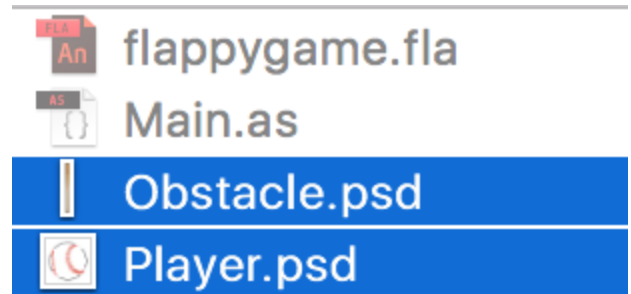 FLA
An
flappygame.fla
AS
{}
Main.as
Obstacle.psd
Player.psd